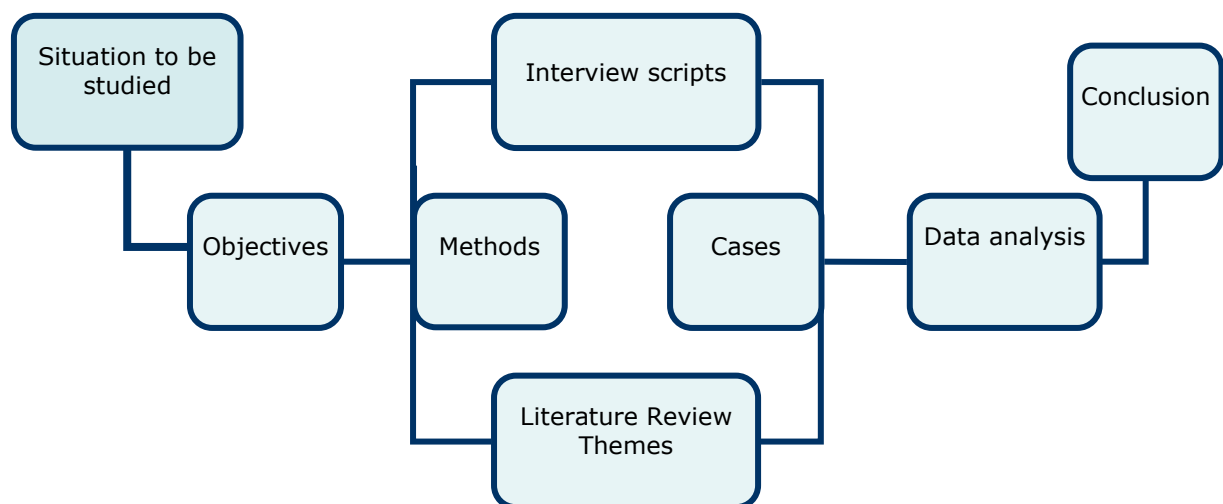 Situation to be
studied
Objectives
Methods
Interview scripts
Literature Review
Themes
Cases
Data analysis
Conclusion